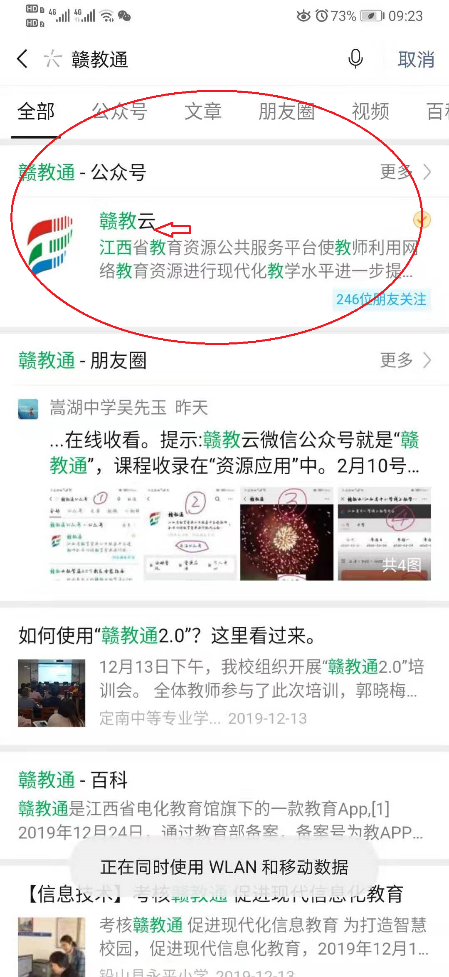 73% 09:23
赣教通 取消
全部 公众号 文章 朋友圈 视频 百科
赣教通 - 公众号 更多
赣教云
江西省教育资源公共服务平台使教师利用网
络教育资源进行现代化教学水平进一步提...
246位朋友关注
赣教通 - 朋友圈 更多
嵩湖中学吴先玉 昨天
...在线收看。提示:赣教云微信公众号就是“赣
教通”，课程收录在“资源应用”中。2月10号...
① ② ③ ④
共4图
如何使用“赣教通2.0”？这里看过来。
12月13日下午，我校组织开展“赣教通2.0”培
训会。 全体教师参与了此次培训，郭晓梅...
定南中等专业学... 2019-12-13
赣教通 - 百科
赣教通是江西省电化教育馆旗下的一款教育App,[1]
2019年12月24日，通过教育部备案，备案号为教APP...
正在同时使用 WLAN 和移动数据
【信息技术】考核赣教通 促进现代信息化教育
考核赣教通 促进现代信息化教育 为打造智慧
校园，促进现代信息化教育，2019年12月1...
铅山县永平小学 2019-12-13